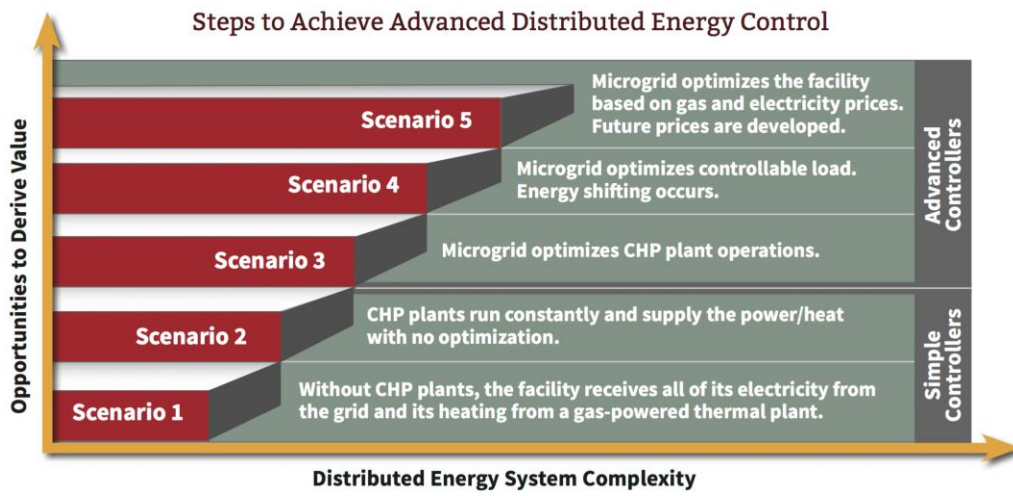 Steps to Achieve Advanced Distributed Energy Control
Opportunities to Derive Value
Scenario 5
Microgrid optimizes the facility
based on gas and electricity prices.
Future prices are developed.
Scenario 4
Microgrid optimizes controllable load.
Energy shifting occurs.
Scenario 3
Microgrid optimizes CHP plant operations.
Advanced
Controllers
Scenario 2
CHP plants run constantly and supply the power/heat
with no optimization.
Scenario 1
Without CHP plants, the facility receives all of its electricity from
the grid and its heating from a gas-powered thermal plant.
Simple
Controllers
Distributed Energy System Complexity